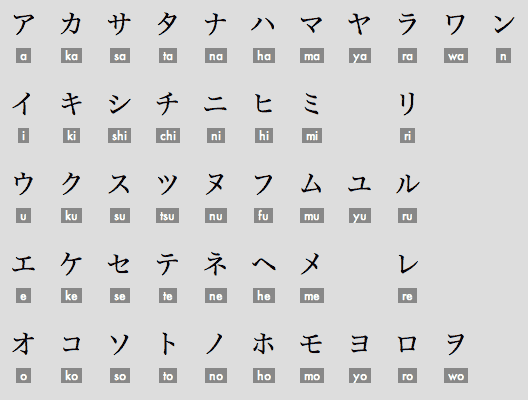 ア カ サ タ ナ ハ マ ヤ ラ ワ ン
a ka sa ta na ha ma ya ra wa n
イ キ シ チ ニ ヒ ミ リ
i ki shi chi ni hi mi ri
ウ ク ス ツ ヌ フ ム ユ ル
u ku su tsu nu fu mu yu ru
エ ケ セ テ ネ ヘ メ レ
e ke se te ne he me re
オ コ ソ ト ノ ホ モ ヨ ロ ヲ
o ko so to no ho mo yo ro wo